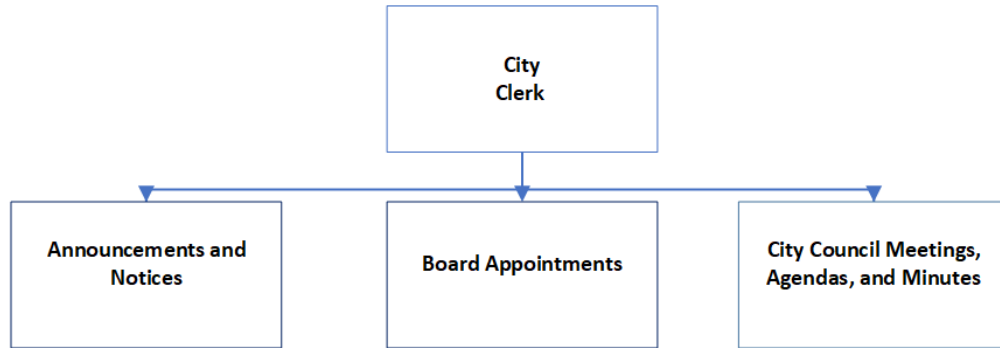 City
Clerk
Announcements and
Notices
Board Appointments
City Council Meetings,
Agendas, and Minutes